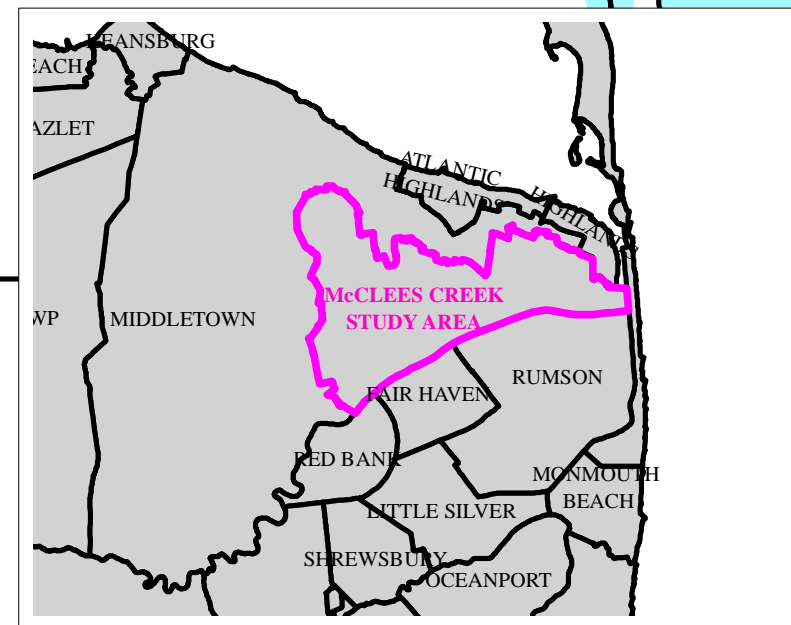 KEANSBURG
EACH
AZLET
ATLANTIC
HIGHLANDS
HIGHLANDS
WP
MIDDLETOWN
McCLEES CREEK
STUDY AREA
RUMSON
FAIR HAVEN
RED BANK
MONMOUTH
BEACH
LITTLE SILVER
SHREWSBURY
OCEANPORT